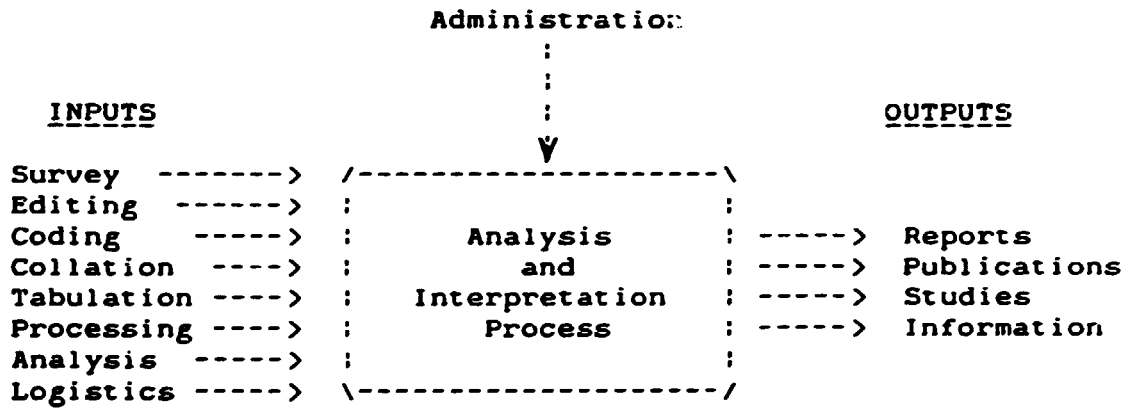 Administration
INPUTS OUTPUTS
Survey -------> /--------------------\
Editing ------> : :
Coding -----> : Analysis : -----> Reports
Collation ----> : and : -----> Publications
Tabulation ----> : Interpretation : -----> Studies
Processing ----> : Process : -----> Information
Analysis -----> : :
Logistics -----> \--------------------/